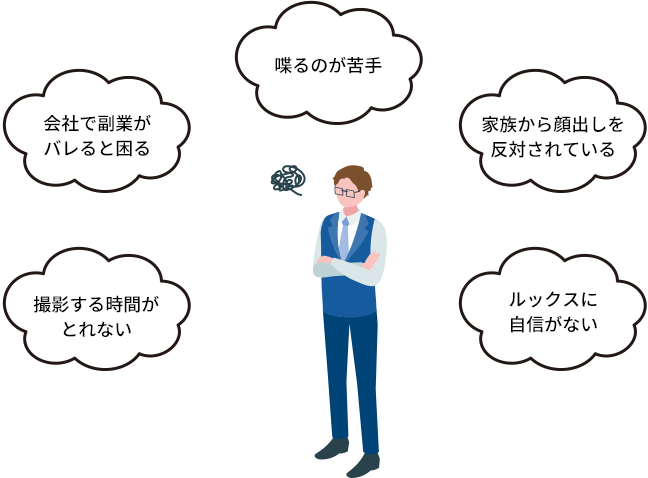 喋るのが苦手
会社で副業が
バレると困る
家族から顔出しを
反対されている
撮影する時間が
とれない
ルックスに
自信がない